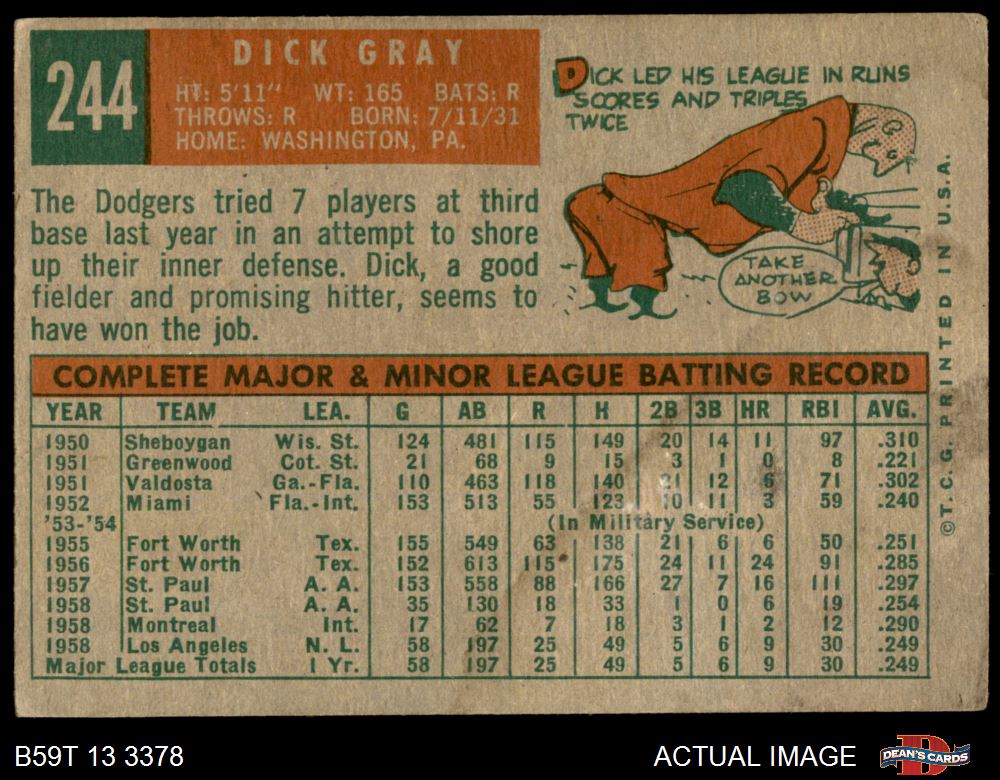 244
DICK GRAY
HT: 5'11" WT: 165 BATS: R
THROWS: R BORN: 7/11/31
HOME: WASHINGTON, PA.
DICK LED HIS LEAGUE IN RUNS
SCORES AND TRIPLES
TWICE
TAKE
ANOTHER
BOW
The Dodgers tried 7 players at third
base last year in an attempt to shore
up their inner defense. Dick, a good
fielder and promising hitter, seems to
have won the job.
COMPLETE MAJOR & MINOR LEAGUE BATTING RECORD
YEAR TEAM LEA. G AB R H 2B 3B HR RBI AVG.
1950 Sheboygan Wis. St. 124 481 115 149 20 14 11 97 .310
1951 Greenwood Cot. St. 21 68 9 15 3 1 0 8 .221
1951 Valdosta Ga.-Fla. 110 463 118 140 21 12 6 71 .302
1952 Miami Fla.-Int. 153 513 55 123 10 11 3 59 .240
'53-'54 (In Military Service)
1955 Fort Worth Tex. 155 549 63 138 21 6 6 50 .251
1956 Fort Worth Tex. 152 613 115 175 24 11 24 91 .285
1957 St. Paul A. A. 153 558 88 166 27 7 16 111 .297
1958 St. Paul A. A. 35 130 18 33 1 0 6 19 .254
1958 Montreal Int. 17 62 7 18 3 1 2 12 .290
1958 Los Angeles N. L. 58 197 25 49 5 6 9 30 .249
Major League Totals 1 Yr. 58 197 25 49 5 6 9 30 .249
©T. C. G. PRINTED IN U.S.A.
B59T 13 3378
ACTUAL IMAGE
DEAN'S CARDS